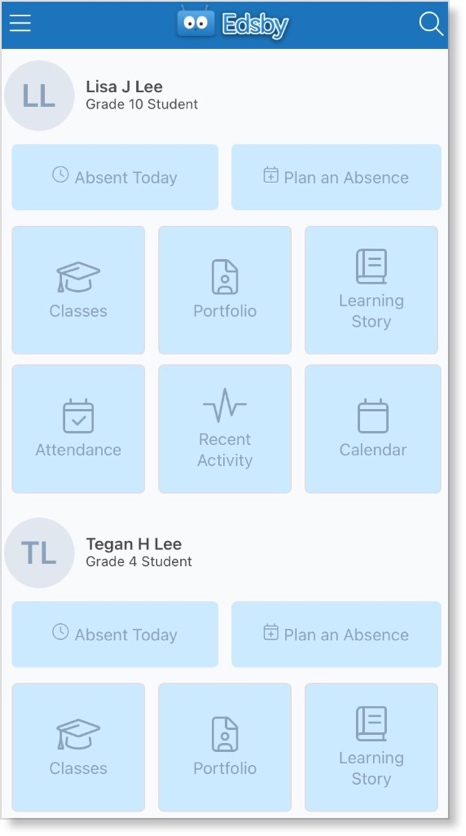 Edsby
LL
Lisa J Lee
Grade 10 Student
Absent Today
Plan an Absence
Classes
Portfolio
Learning
Story
Attendance
Recent
Activity
Calendar
TL
Tegan H Lee
Grade 4 Student
Absent Today
Plan an Absence
Classes
Portfolio
Learning
Story